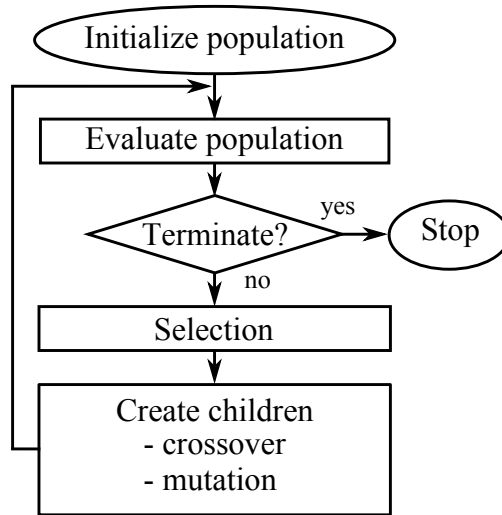 Initialize population
Evaluate population
yes
Terminate?
Stop
no
Selection
Create children
- crossover
- mutation